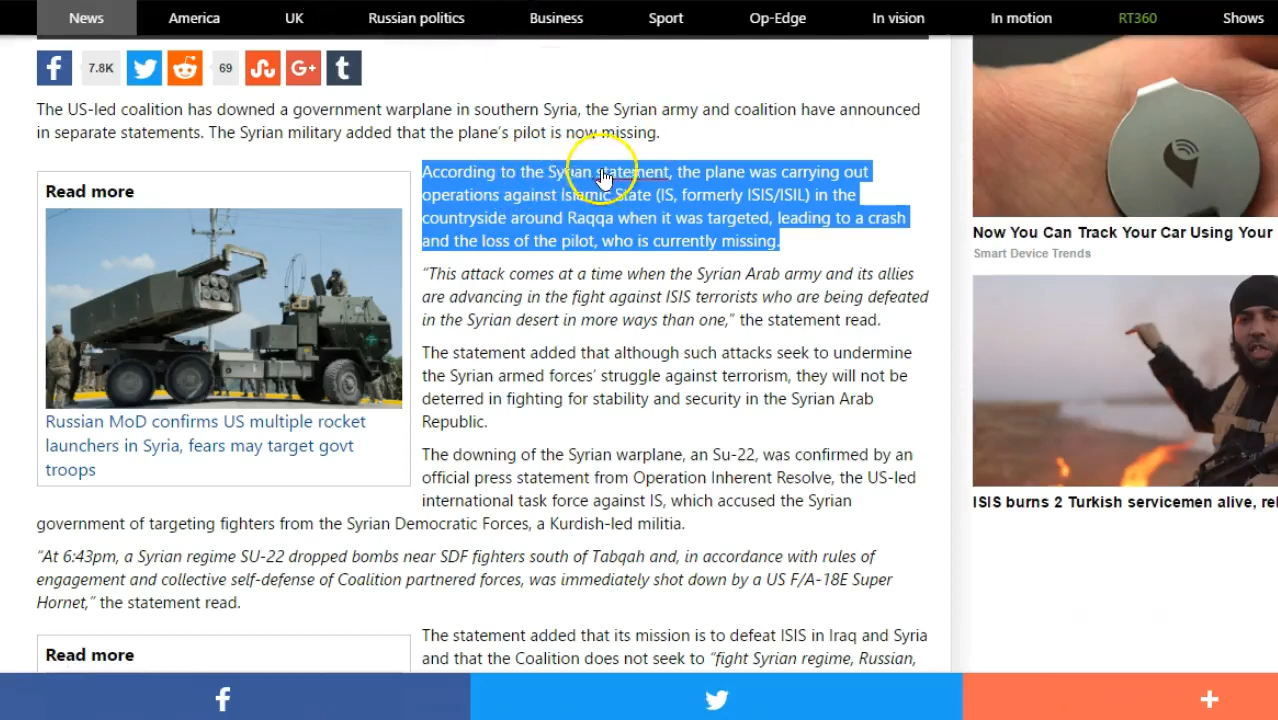 News America UK Russian politics Business Sport Op-Edge In vision In motion RT360 Shows
7.8K 69
The US-led coalition has downed a government warplane in southern Syria, the Syrian army and coalition have announced
in separate statements. The Syrian military added that the plane's pilot is now missing.
Read more
Russian MoD confirms US multiple rocket
launchers in Syria, fears may target govt
troops
According to the Syrian statement, the plane was carrying out
operations against Islamic State (IS, formerly ISIS/ISIL) in the
countryside around Raqqa when it was targeted, leading to a crash
and the loss of the pilot, who is currently missing.
“This attack comes at a time when the Syrian Arab army and its allies
are advancing in the fight against ISIS terrorists who are being defeated
in the Syrian desert in more ways than one,” the statement read.
The statement added that although such attacks seek to undermine
the Syrian armed forces’ struggle against terrorism, they will not be
deterred in fighting for stability and security in the Syrian Arab
Republic.
The downing of the Syrian warplane, an Su-22, was confirmed by an
official press statement from Operation Inherent Resolve, the US-led
international task force against IS, which accused the Syrian
government of targeting fighters from the Syrian Democratic Forces, a Kurdish-led militia.
“At 6:43pm, a Syrian regime SU-22 dropped bombs near SDF fighters south of Tabqah and, in accordance with rules of
engagement and collective self-defense of Coalition partnered forces, was immediately shot down by a US F/A-18E Super
Hornet,” the statement read.
Read more
The statement added that its mission is to defeat ISIS in Iraq and Syria
and that the Coalition does not seek to “fight Syrian regime, Russian,
Now You Can Track Your Car Using Your
Smart Device Trends
ISIS burns 2 Turkish servicemen alive, rel